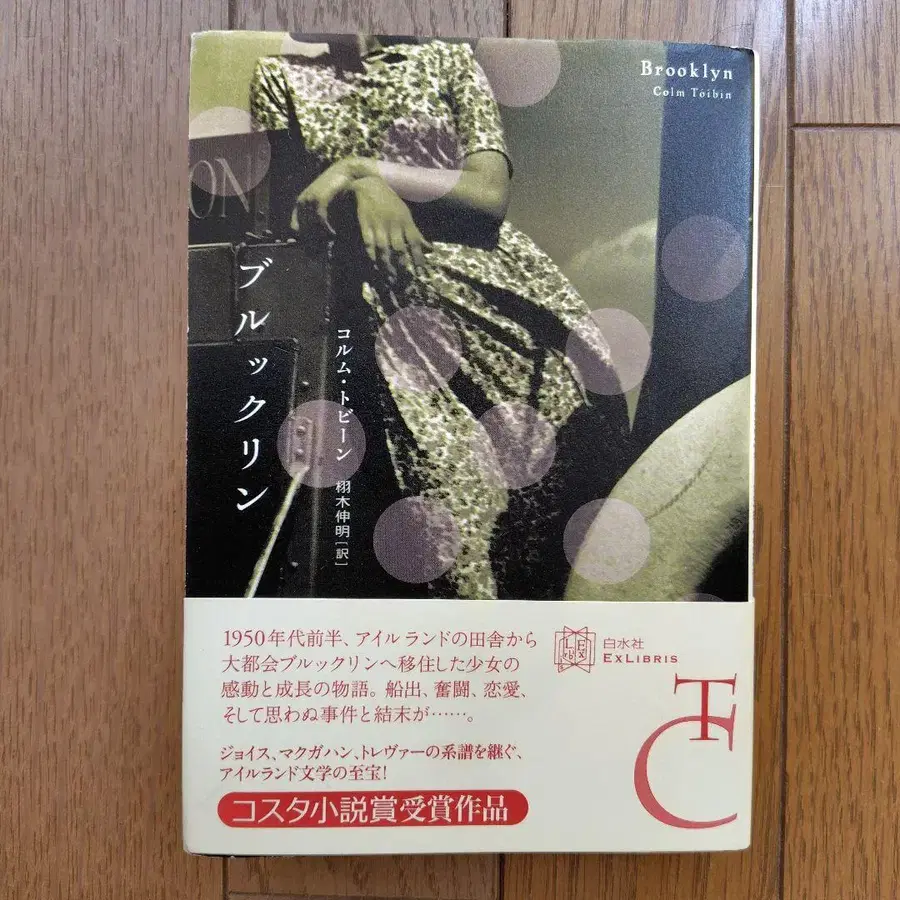 Brooklyn
Colm Tóibín
ON
ブルックリン
コルム・トビーン 栩木伸明[訳]
1950年代前半、アイルランドの田舎から
大都会ブルックリンへ移住した少女の
感動と成長の物語。船出、奮闘、恋愛、
そして思わぬ事件と結末が……。
ジョイス、マクガハン、トレヴァーの系譜を継ぐ、
アイルランド文学の至宝!
コスタ小説賞受賞作品
白水社
EXLIBRIS
TC